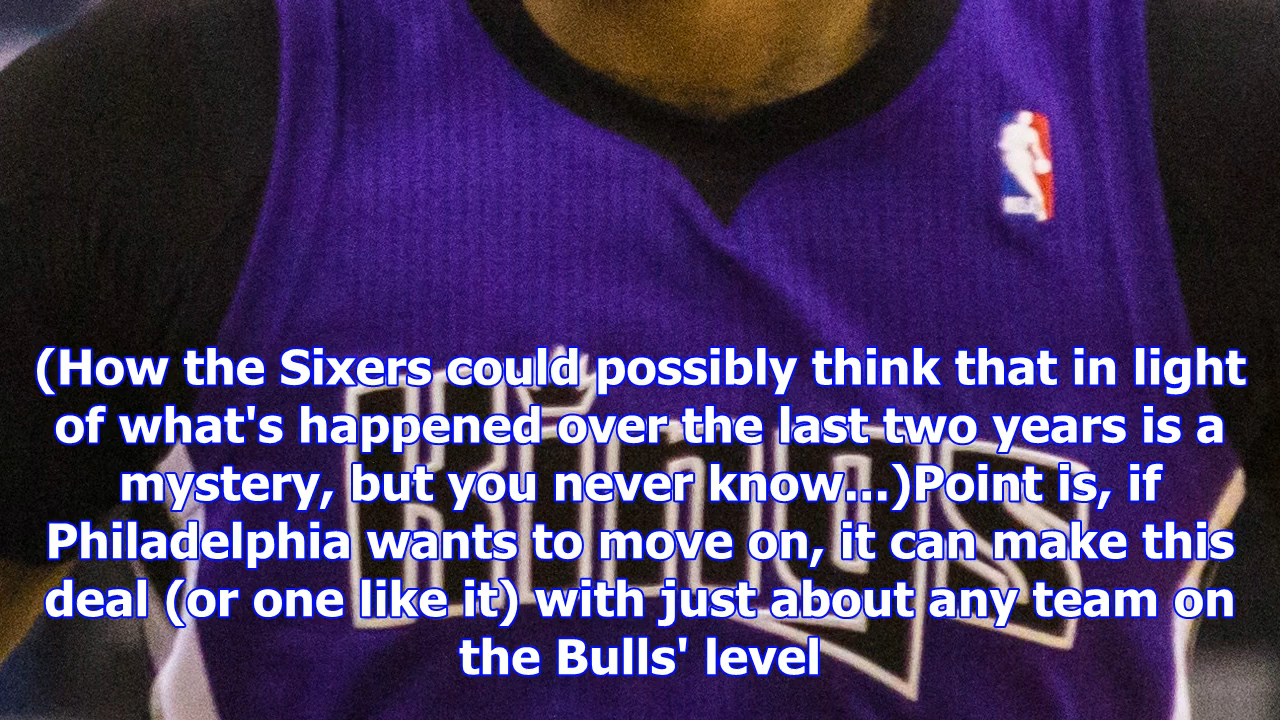 (How the Sixers could possibly think that in light
of what's happened over the last two years is a
mystery, but you never know...)Point is, if
Philadelphia wants to move on, it can make this
deal (or one like it) with just about any team on
the Bulls' level
Kings